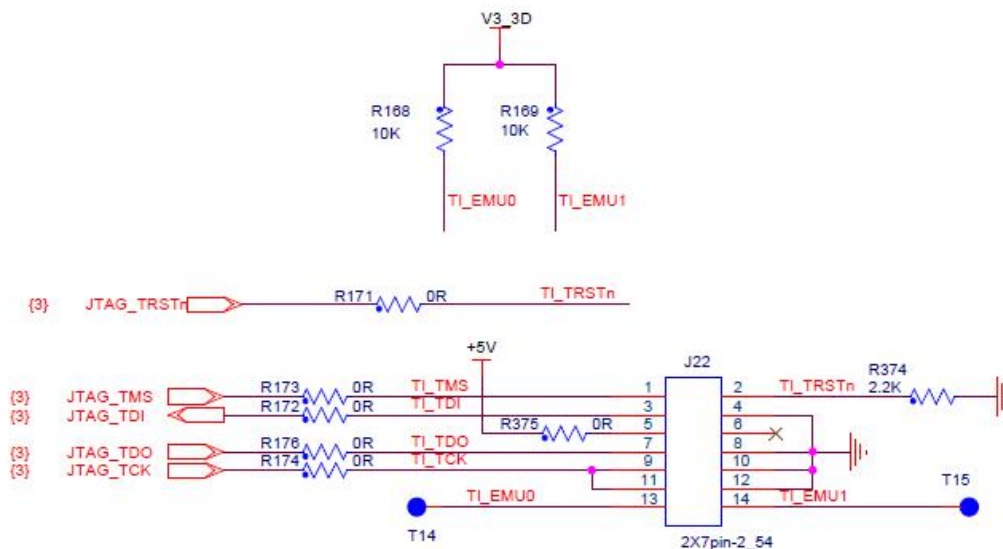 V3_3D
R168
10K
R169
10K
TI_EMU0
TI_EMU1
{3} JTAG_TRSTn
R171 0R
TI_TRSTn
+5V
J22
R374
2.2K
{3} JTAG_TMS R173 0R TI_TMS 1 2 TI_TRSTn
{3} JTAG_TDI R172 0R TI_TDI 3 4
R375 0R 5 6
{3} JTAG_TDO R176 0R TI_TDO 7 8
{3} JTAG_TCK R174 0R TI_TCK 9 10
11 12
TI_EMU0 13 14 TI_EMU1
T14
T15
2X7pin-2_54